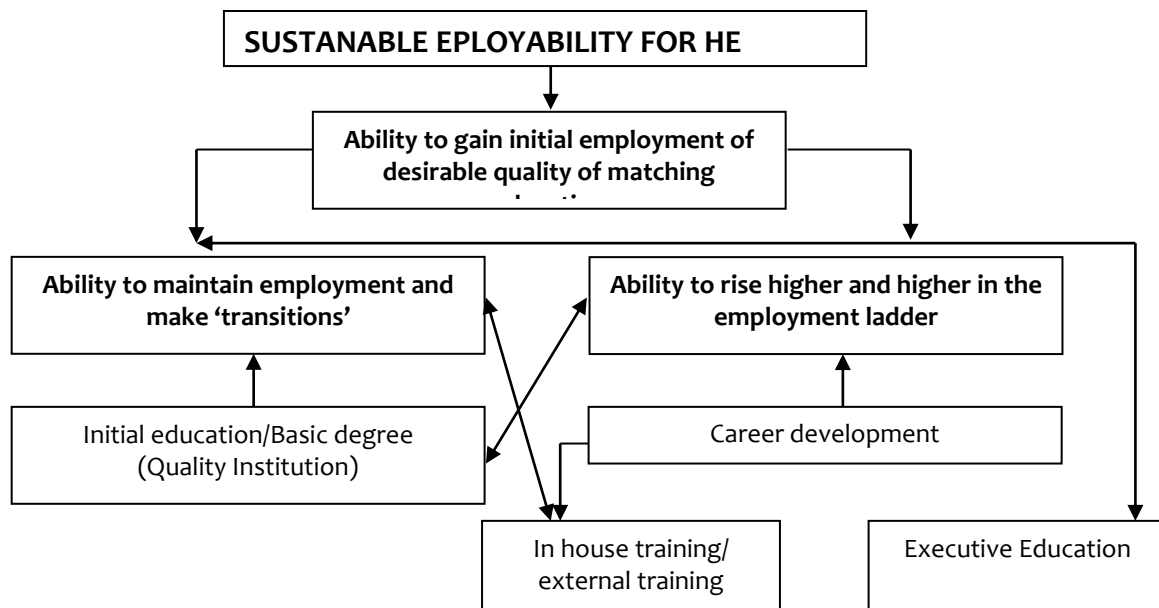 SUSTANABLE EPLOYABILITY FOR HE
Ability to gain initial employment of
desirable quality of matching
Ability to maintain employment and
make ‘transitions’
Ability to rise higher and higher in the
employment ladder
Initial education/Basic degree
(Quality Institution)
Career development
In house training/
external training
Executive Education